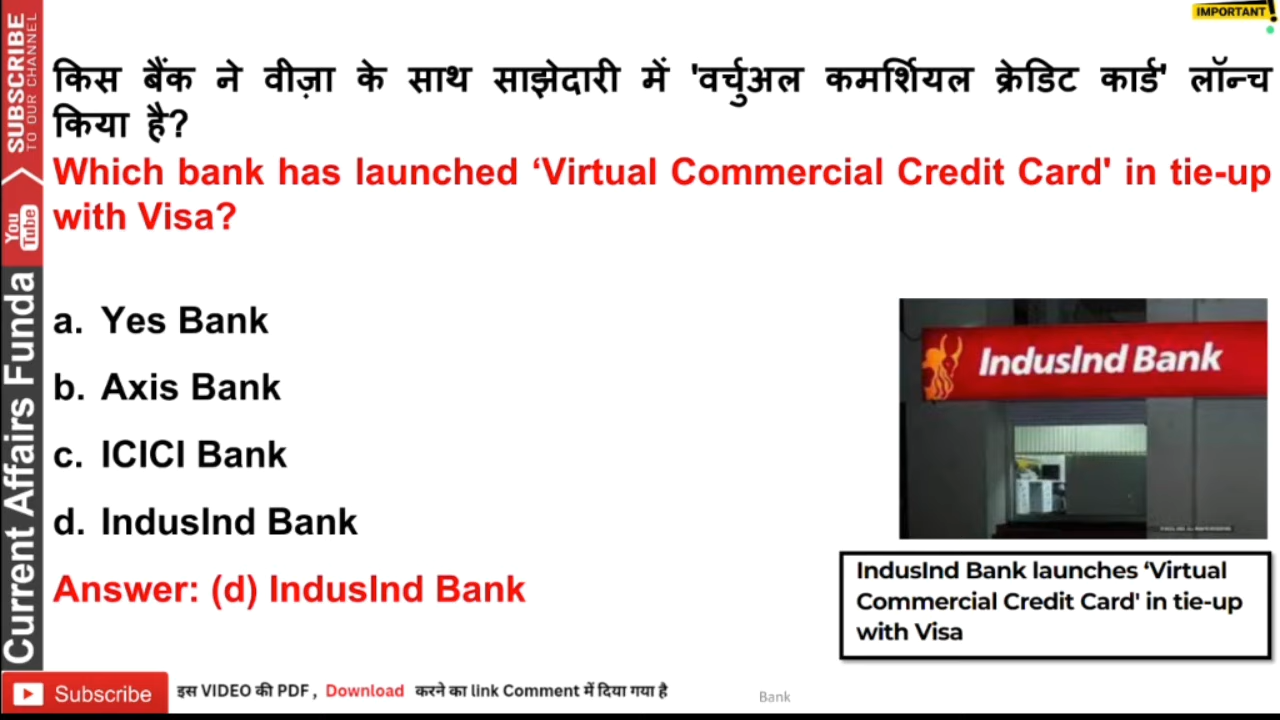 IMPORTANT!
किस बैंक ने वीज़ा के साथ साझेदारी में 'वर्चुअल कमर्शियल क्रेडिट कार्ड' लॉन्च
किया है?
Which bank has launched ‘Virtual Commercial Credit Card' in tie-up
with Visa?
a. Yes Bank
b. Axis Bank
c. ICICI Bank
d. IndusInd Bank
Answer: (d) IndusInd Bank
IndusInd Bank
IndusInd Bank launches ‘Virtual
Commercial Credit Card' in tie-up
with Visa
SUBSCRIBE
TO OUR CHANNEL
You
Tube
Current Affairs Funda
Subscribe
इस VIDEO की PDF , Download करने का link Comment में दिया गया है
Bank